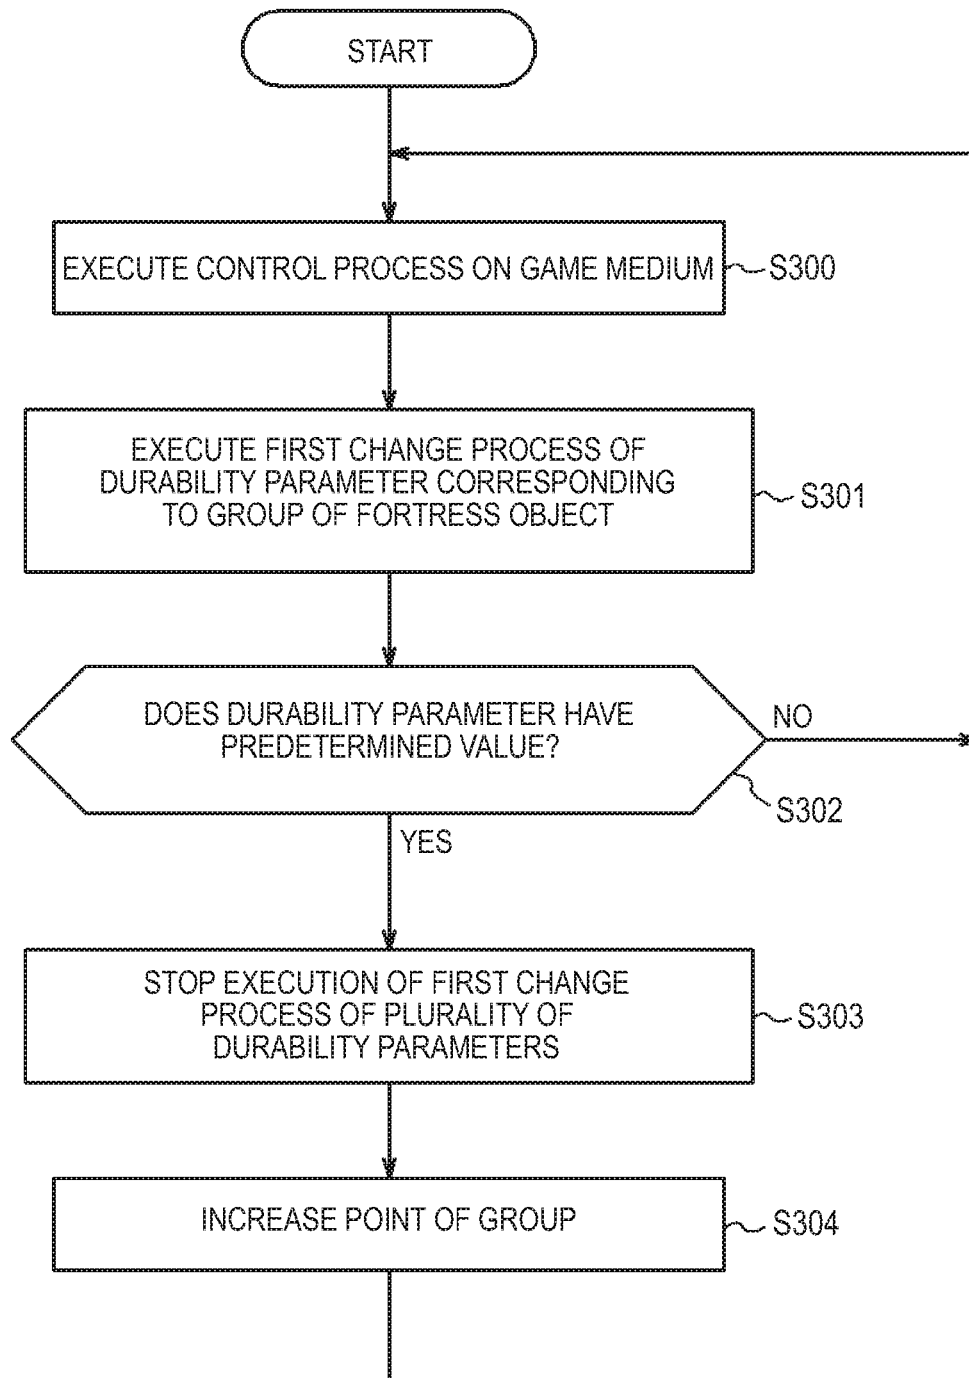 START
EXECUTE CONTROL PROCESS ON GAME MEDIUM
S300
EXECUTE FIRST CHANGE PROCESS OF
DURABILITY PARAMETER CORRESPONDING
TO GROUP OF FORTRESS OBJECT
S301
DOES DURABILITY PARAMETER HAVE
PREDETERMINED VALUE?
NO
S302
YES
STOP EXECUTION OF FIRST CHANGE
PROCESS OF PLURALITY OF
DURABILITY PARAMETERS
S303
INCREASE POINT OF GROUP
S304